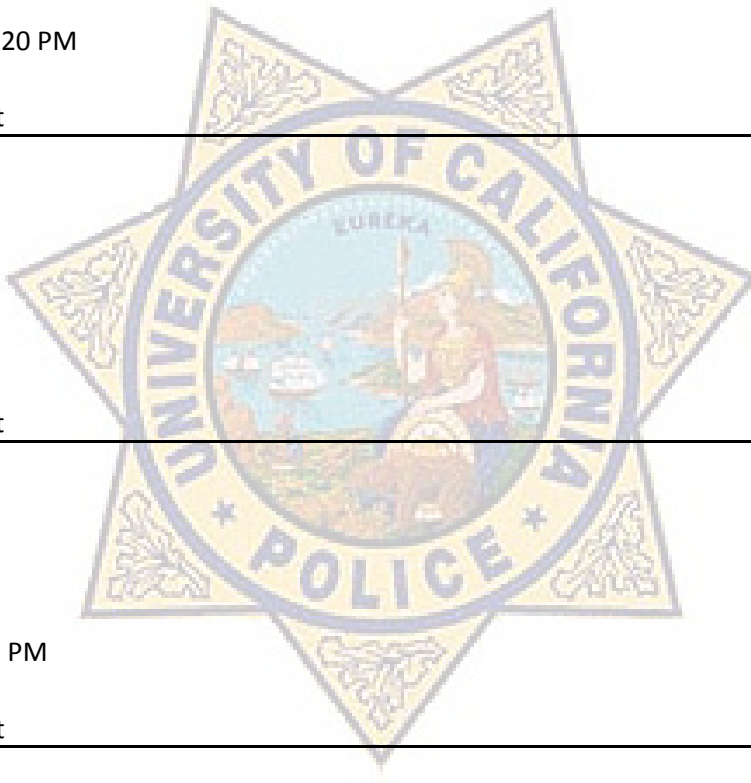 20 PM
t
UNIVERSITY OF CALIFORNIA
EUREKA
t
* POLICE *
PM
t